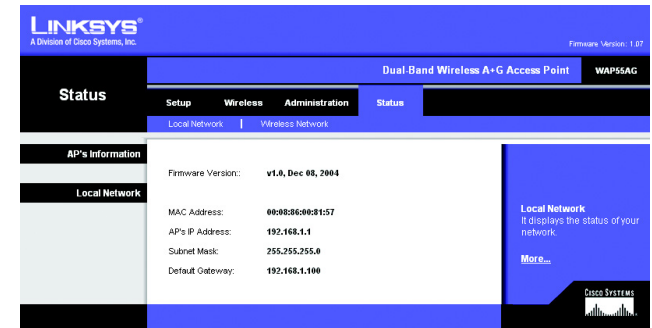 LINKSYS®
A Division of Cisco Systems, Inc.
Firmware Version: 1.07
Dual-Band Wireless A+G Access Point WAP55AG
Status
Setup Wireless Administration Status
Local Network | Wireless Network
AP's Information
Firmware Version:: v1.0, Dec 08, 2004
Local Network
MAC Address: 00:08:86:00:81:57
AP's IP Address: 192.168.1.1
Subnet Mask: 255.255.255.0
Default Gateway: 192.168.1.100
Local Network
It displays the status of your
network.
More...
CISCO SYSTEMS